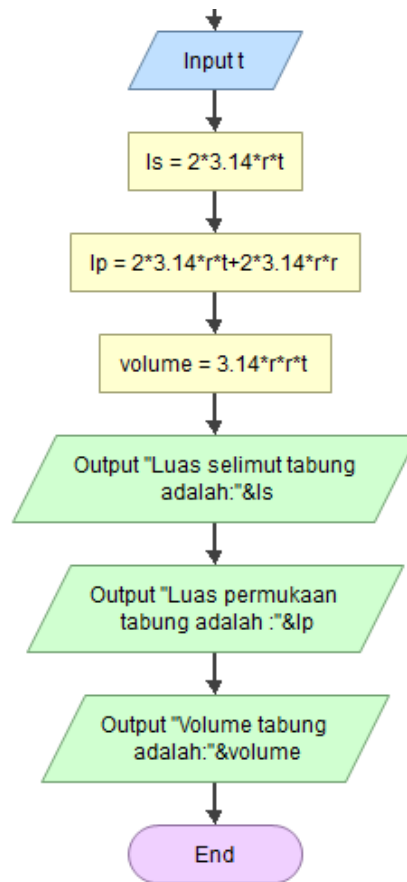 Input t
ls = 2*3.14*r*t
lp = 2*3.14*r*t+2*3.14*r*r
volume = 3.14*r*r*t
Output "Luas selimut tabung
adalah:"&ls
Output "Luas permukaan
tabung adalah :"&lp
Output "Volume tabung
adalah:"&volume
End